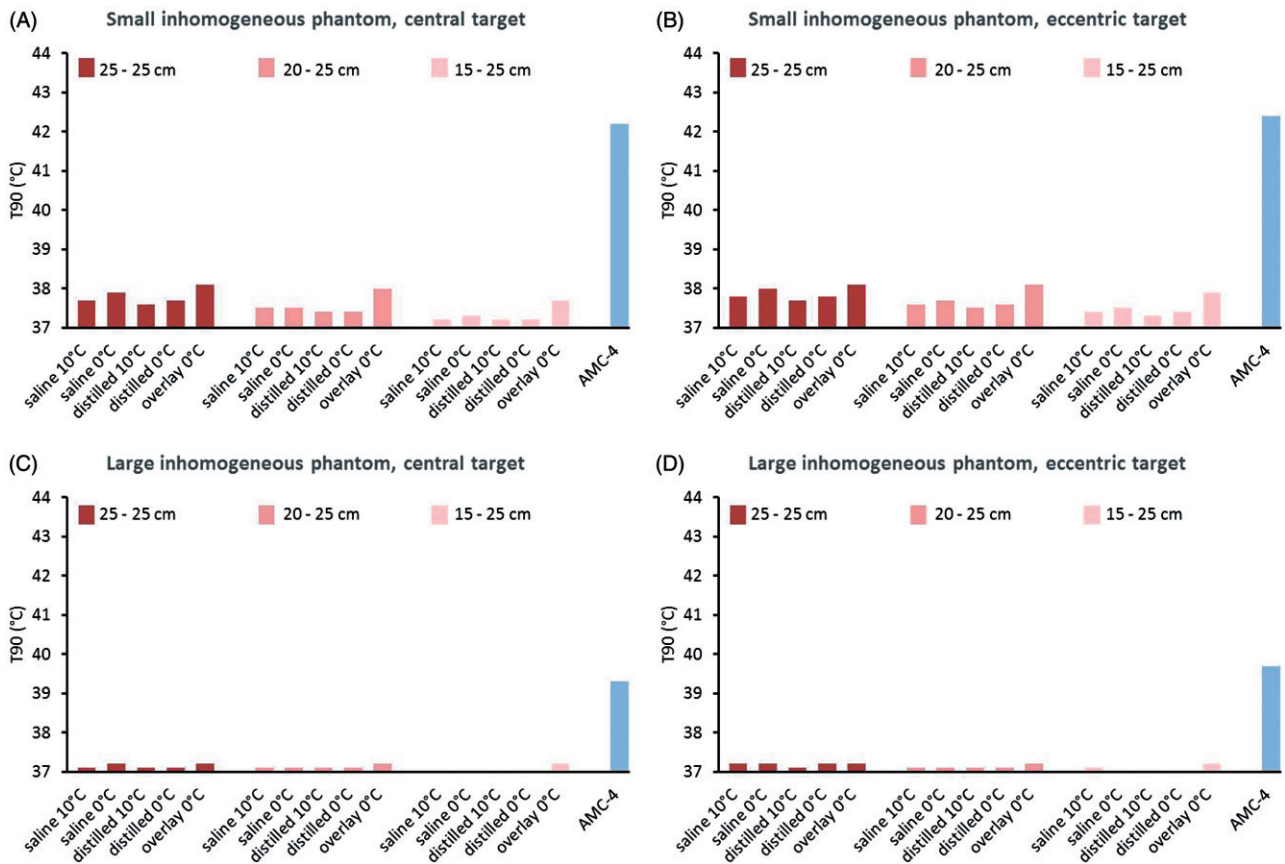 (A) Small inhomogeneous phantom, central target
25 - 25 cm 20 - 25 cm 15 - 25 cm
T90 (°C)
44
43
42
41
40
39
38
37
saline 10°C
saline 0°C
distilled 10°C
distilled 0°C
overlay 0°C
saline 10°C
saline 0°C
distilled 10°C
distilled 0°C
overlay 0°C
saline 10°C
saline 0°C
distilled 10°C
distilled 0°C
overlay 0°C
AMC-4
(B) Small inhomogeneous phantom, eccentric target
25 - 25 cm 20 - 25 cm 15 - 25 cm
T90 (°C)
44
43
42
41
40
39
38
37
saline 10°C
saline 0°C
distilled 10°C
distilled 0°C
overlay 0°C
saline 10°C
saline 0°C
distilled 10°C
distilled 0°C
overlay 0°C
saline 10°C
saline 0°C
distilled 10°C
distilled 0°C
overlay 0°C
AMC-4
(C) Large inhomogeneous phantom, central target
25 - 25 cm 20 - 25 cm 15 - 25 cm
T90 (°C)
44
43
42
41
40
39
38
37
saline 10°C
saline 0°C
distilled 10°C
distilled 0°C
overlay 0°C
saline 10°C
saline 0°C
distilled 10°C
distilled 0°C
overlay 0°C
saline 10°C
saline 0°C
distilled 10°C
distilled 0°C
overlay 0°C
AMC-4
(D) Large inhomogeneous phantom, eccentric target
25 - 25 cm 20 - 25 cm 15 - 25 cm
T90 (°C)
44
43
42
41
40
39
38
37
saline 10°C
saline 0°C
distilled 10°C
distilled 0°C
overlay 0°C
saline 10°C
saline 0°C
distilled 10°C
distilled 0°C
overlay 0°C
saline 10°C
saline 0°C
distilled 10°C
distilled 0°C
overlay 0°C
AMC-4